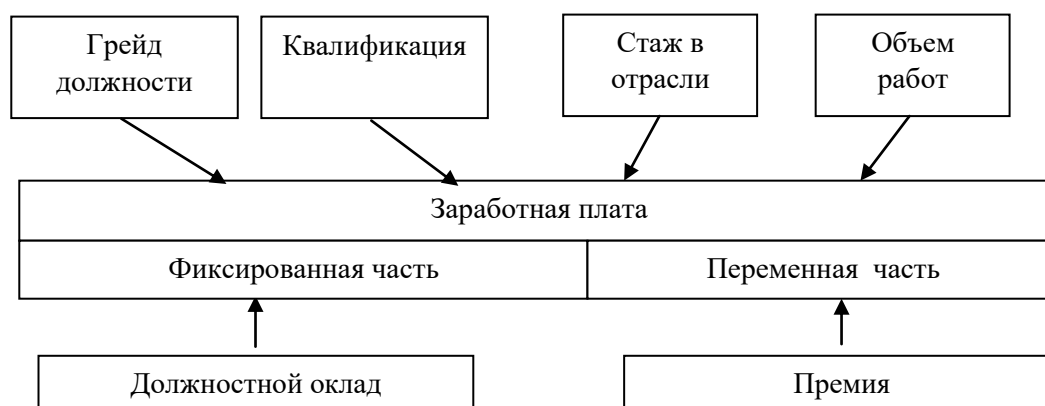 Грейд
должности
Квалификация
Стаж в
отрасли
Объем
работ
Заработная плата
Фиксированная часть
Переменная часть
Должностной оклад
Премия